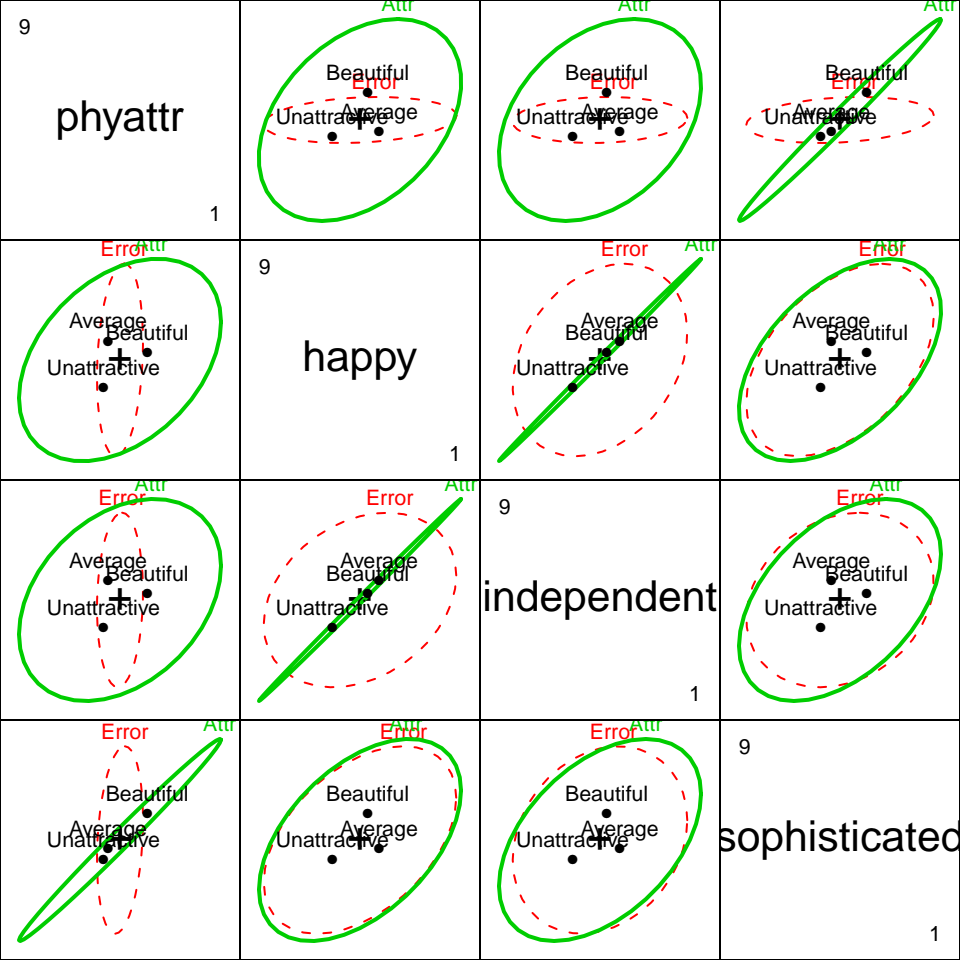 9
phyattr
1
Attr
Beautiful
Error
Average
Unattractive
Attr
Beautiful
Error
Average
Unattractive
Attr
Beautiful
Error
Average
Unattractive
Error
Attr
Average
Beautiful
Unattractive
9
happy
1
Error
Attr
Average
Beautiful
Unattractive
Attr
Error
Average
Beautiful
Unattractive
Error
Attr
Average
Beautiful
Unattractive
Error
Attr
Average
Beautiful
Unattractive
9
independent
1
Attr
Error
Average
Beautiful
Unattractive
Error
Attr
Beautiful
Average
Unattractive
Attr
Error
Beautiful
Average
Unattractive
Error
Attr
Beautiful
Average
Unattractive
9
sophisticated
1